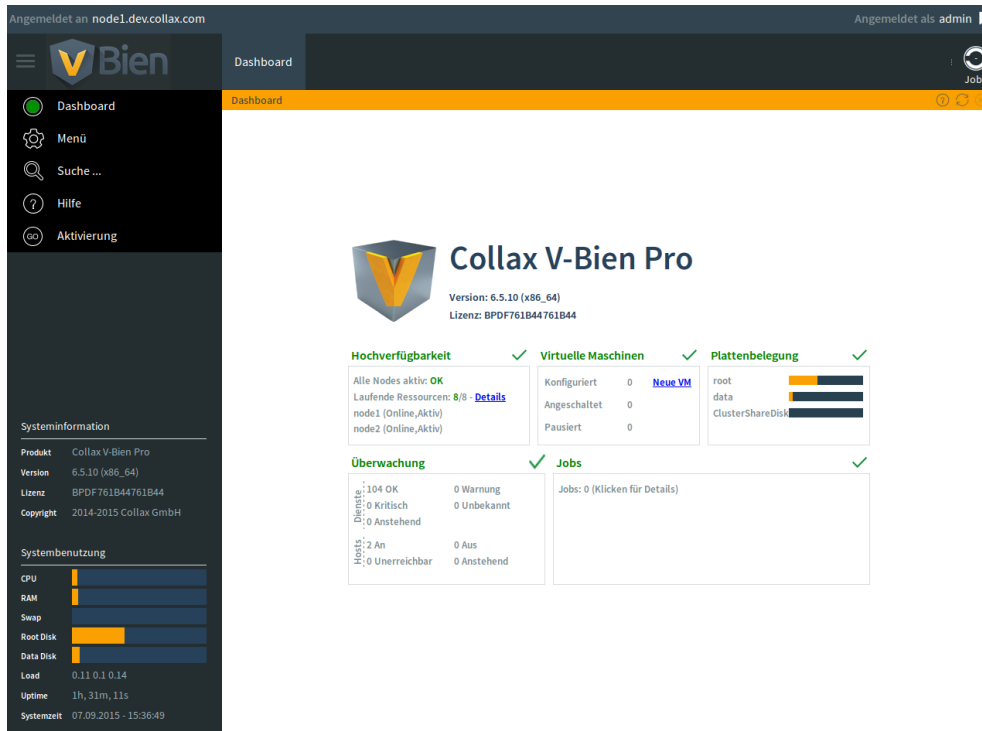 Angemeldet an node1.dev.collax.com
Angemeldet als admin
V Bien
Dashboard
Job
Dashboard
Dashboard
Menü
Suche ...
? Hilfe
GO Aktivierung
Collax V-Bien Pro
Version: 6.5.10 (x86_64)
Lizenz: BPDF761B44761B44
Hochverfügbarkeit
Alle Nodes aktiv: OK
Laufende Ressourcen: 8/8 - Details
node1 (Online,Aktiv)
node2 (Online,Aktiv)
Virtuelle Maschinen
Konfiguriert 0 Neue VM
Angeschaltet 0
Pausiert 0
Plattenbelegung
root
data
ClusterShareDisk
Überwachung
Dienste
104 OK 0 Warnung
0 Kritisch 0 Unbekannt
0 Anstehend
Hosts
2 An 0 Aus
0 Unerreichbar 0 Anstehend
Jobs
Jobs: 0 (Klicken für Details)
Systeminformation
Produkt Collax V-Bien Pro
Version 6.5.10 (x86_64)
Lizenz BPDF761B44761B44
Copyright 2014-2015 Collax GmbH
Systembenutzung
CPU
RAM
Swap
Root Disk
Data Disk
Load 0.11 0.1 0.14
Uptime 1h, 31m, 11s
Systemzeit 07.09.2015 - 15:36:49